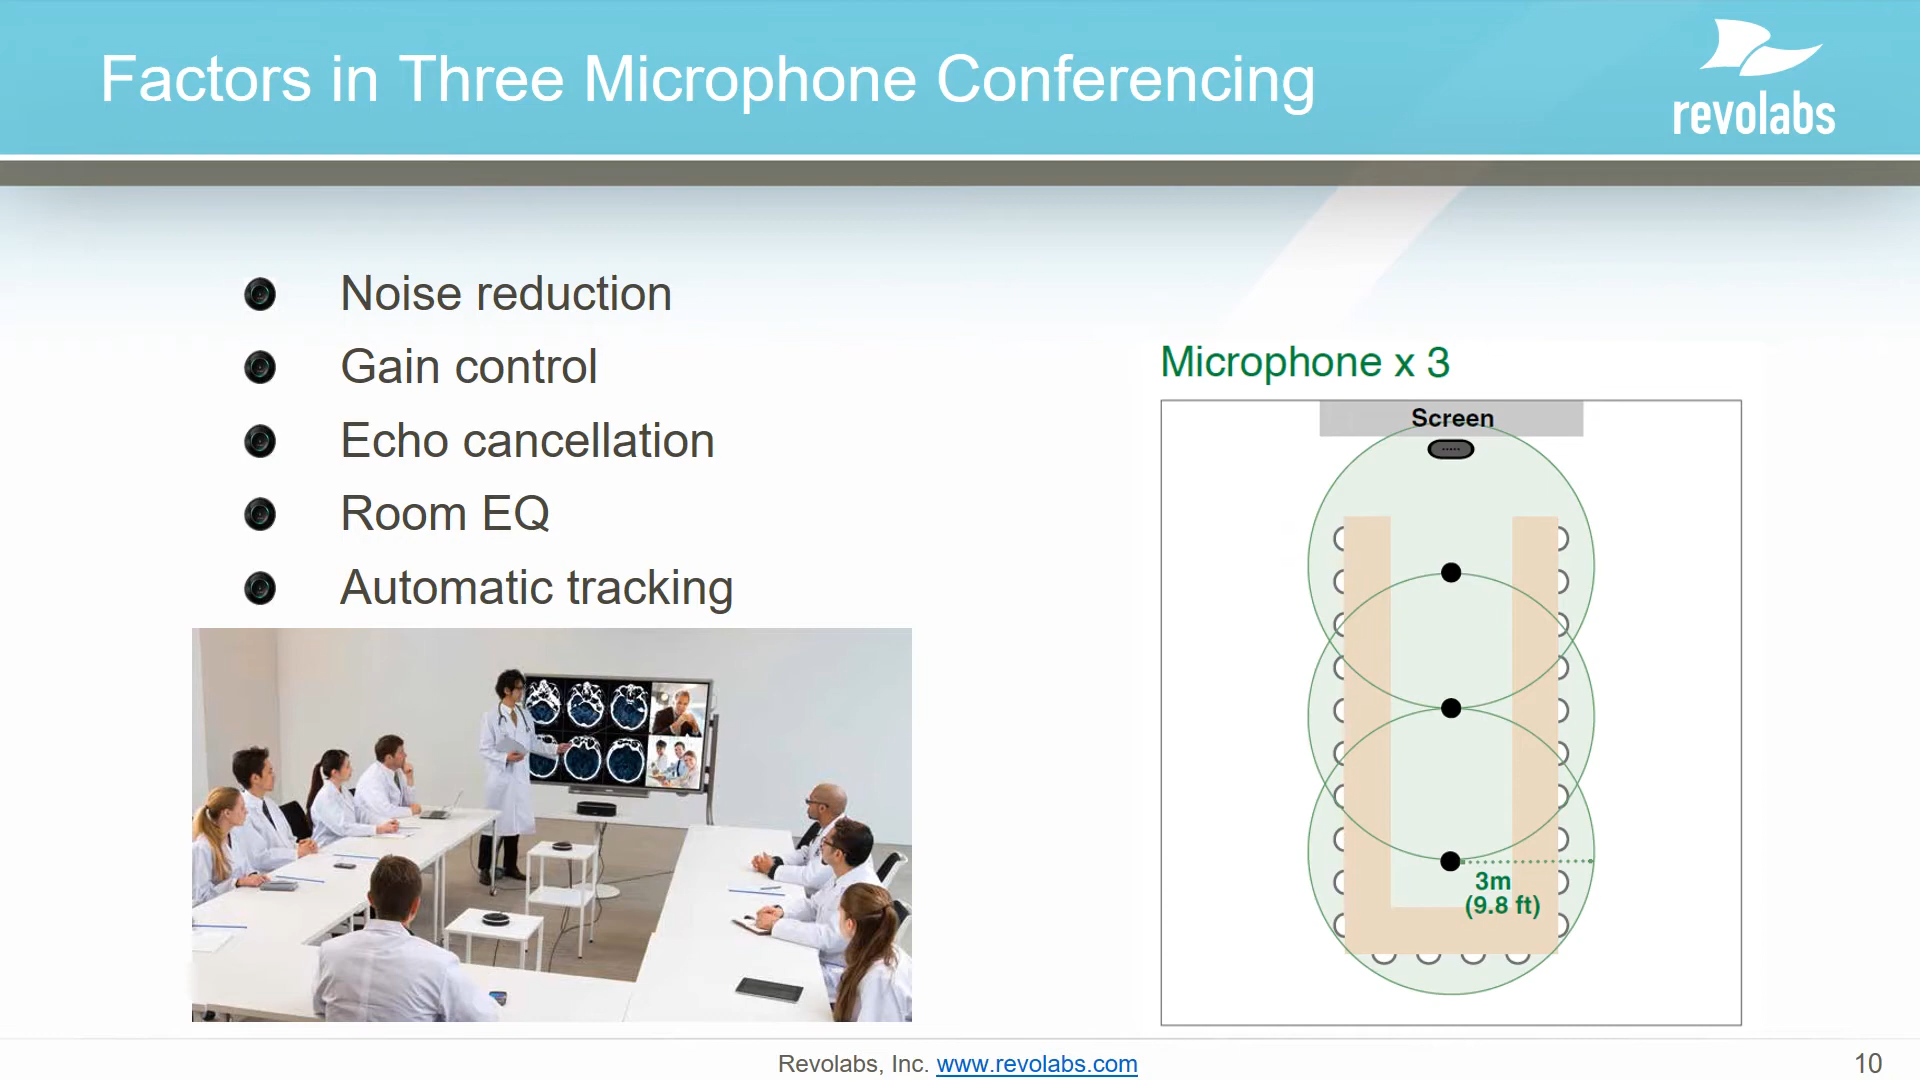 Factors in Three Microphone Conferencing
revolabs
Noise reduction
Gain control
Echo cancellation
Room EQ
Automatic tracking
Microphone x 3
Screen
3m
(9.8 ft)
Revolabs, Inc. www.revolabs.com
10